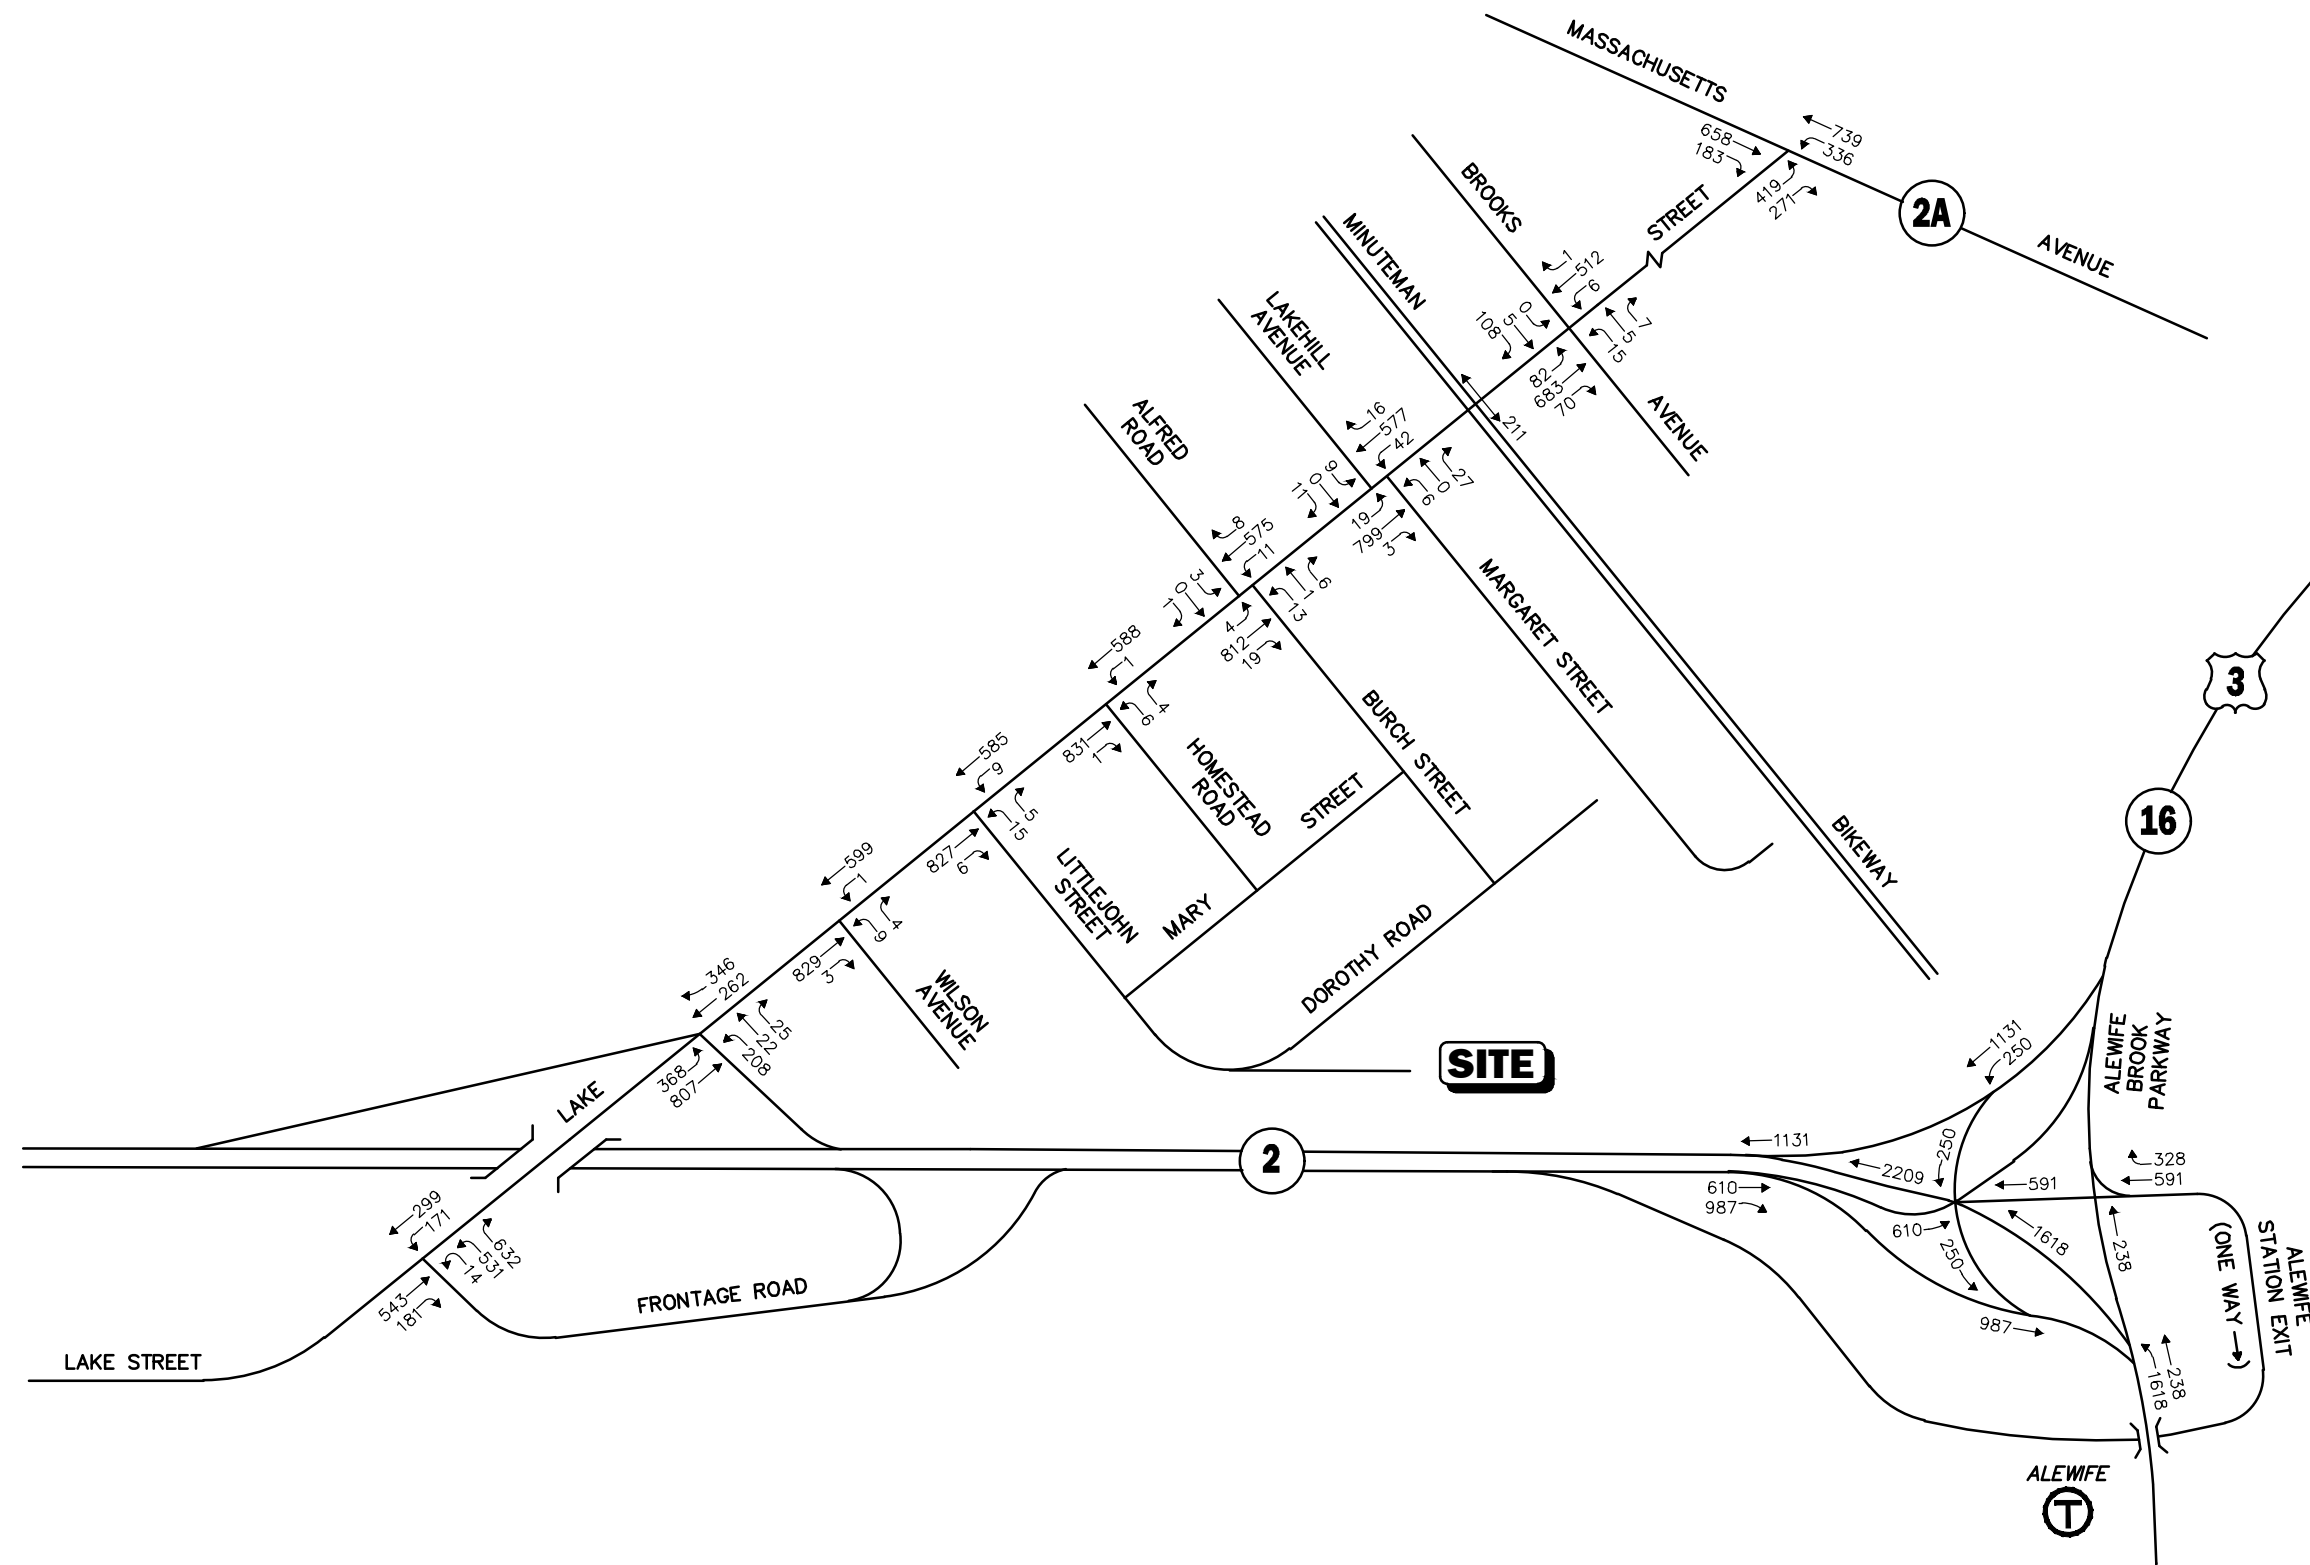 MASSACHUSETTS
AVENUE
2A
739
336
658
183
419
271
BROOKS
AVENUE
STREET
1
512
6
0
5
108
7
5
15
82
683
70
MINUTEMAN
BIKEWAY
211
LAKEHILL
AVENUE
16
577
42
9
0
11
27
0
6
19
799
3
MARGARET STREET
ALFRED
ROAD
8
575
11
3
0
1
6
1
13
4
812
19
BURCH STREET
588
1
4
6
831
1
HOMESTEAD
ROAD
MARY
STREET
585
9
5
15
827
6
LITTLEJOHN
STREET
DOROTHY ROAD
599
1
4
9
829
3
WILSON
AVENUE
346
262
25
22
208
368
807
LAKE
SITE
2
299
171
632
531
14
543
181
FRONTAGE ROAD
LAKE STREET
3
16
ALEWIFE
BROOK
PARKWAY
1131
250
1131
250
2209
591
328
591
610
987
610
250
1618
238
987
238
1618
ALEWIFE
STATION EXIT
(ONE WAY)
ALEWIFE
T